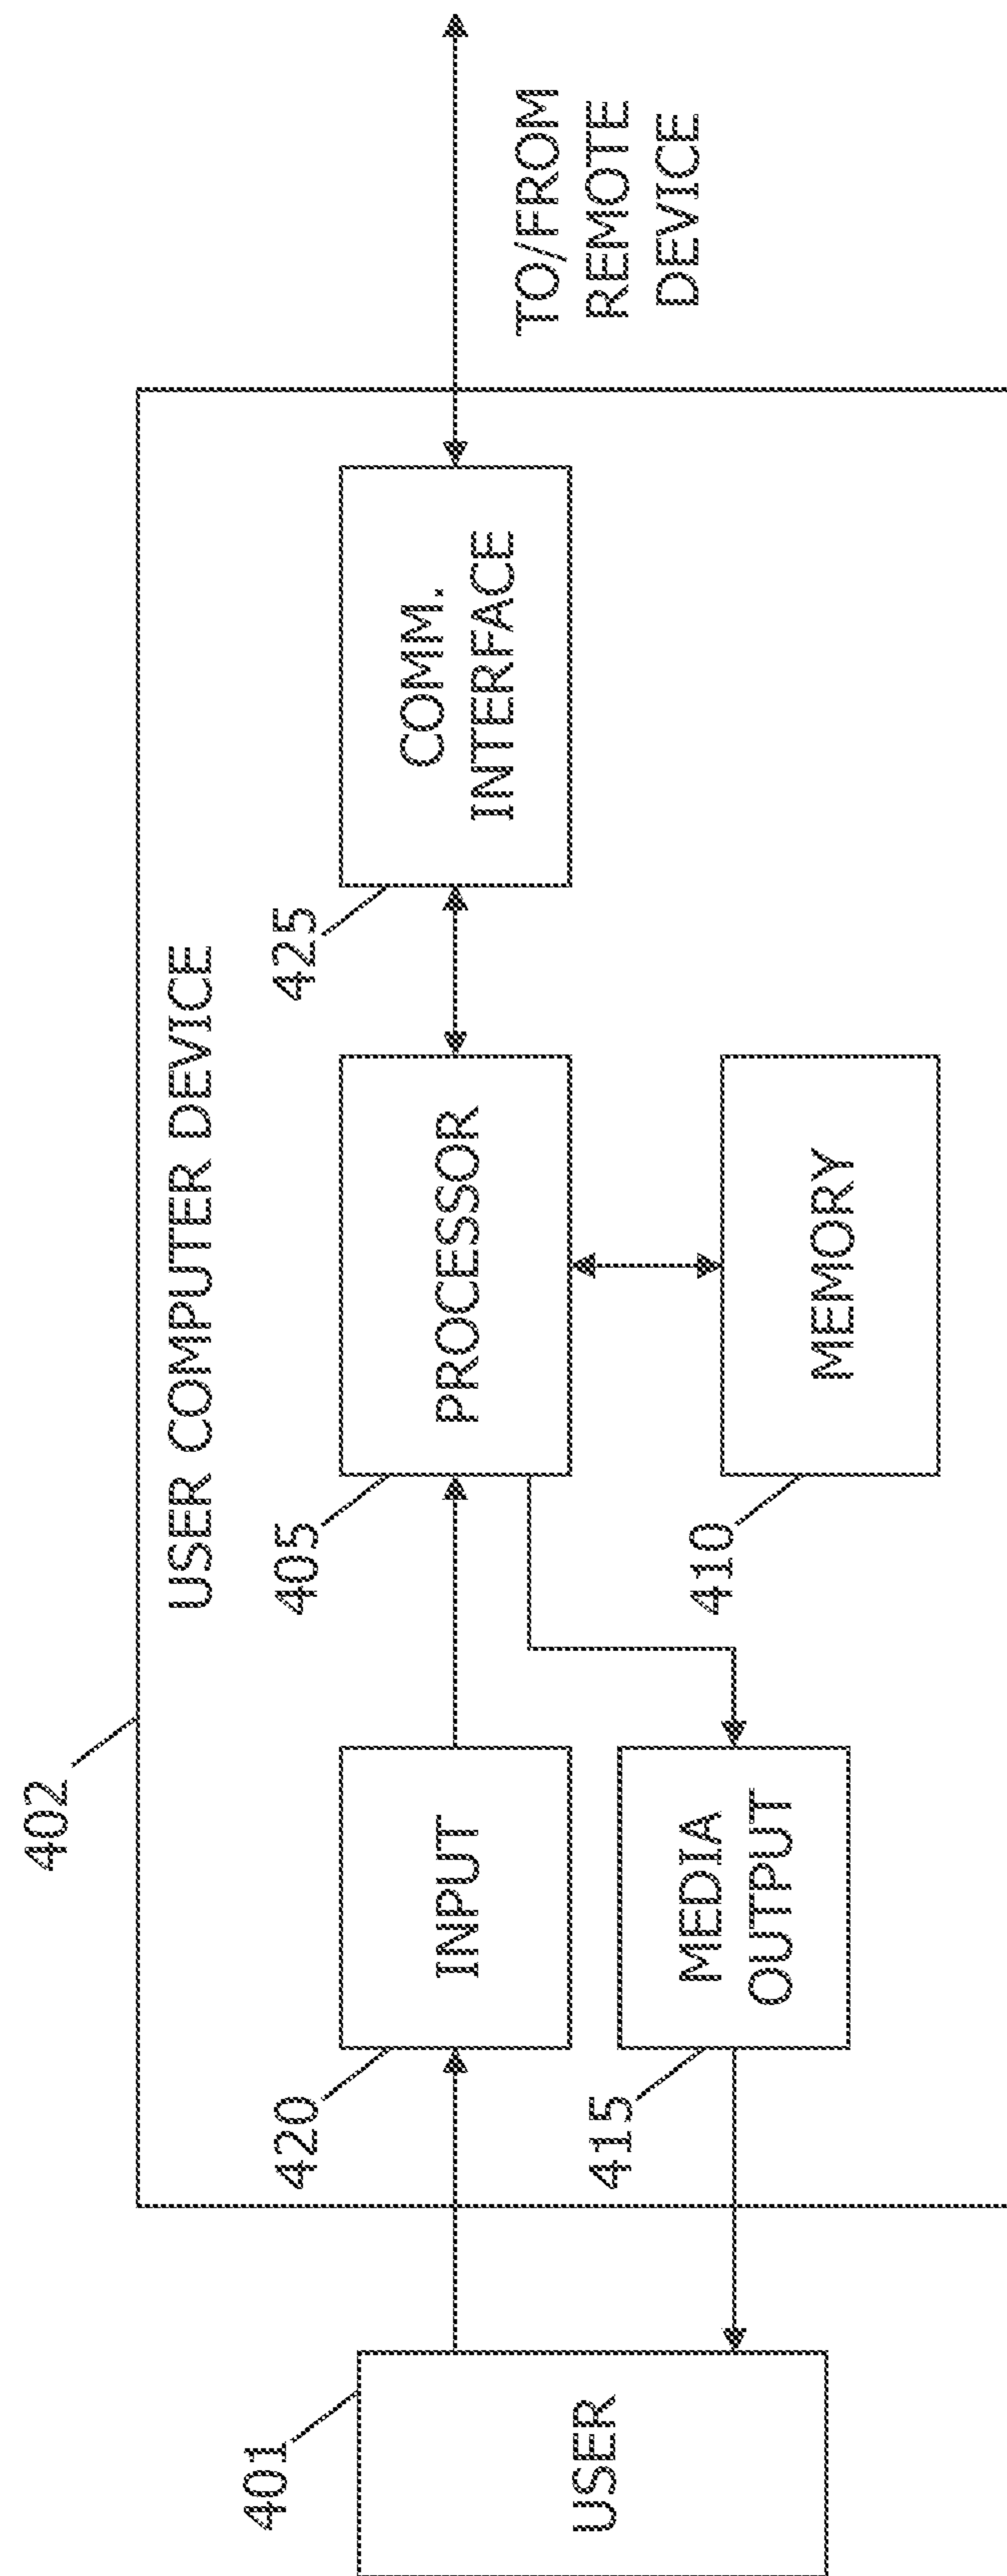 402
USER COMPUTER DEVICE
401
USER
420
INPUT
415
MEDIA
OUTPUT
405
PROCESSOR
410
MEMORY
425
COMM.
INTERFACE
TO/FROM
REMOTE
DEVICE